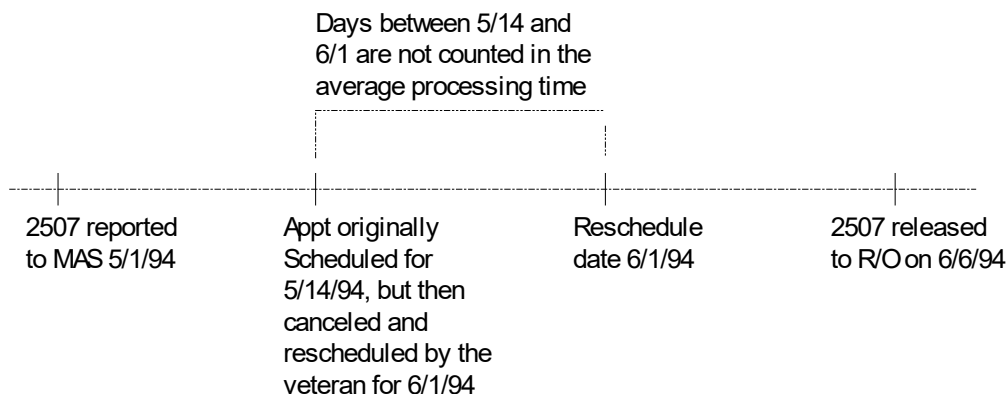 Days between 5/14 and
6/1 are not counted in the
average processing time
2507 reported
to MAS 5/1/94
Appt originally
Scheduled for
5/14/94, but then
canceled and
rescheduled by the
veteran for 6/1/94
Reschedule
date 6/1/94
2507 released
to R/O on 6/6/94